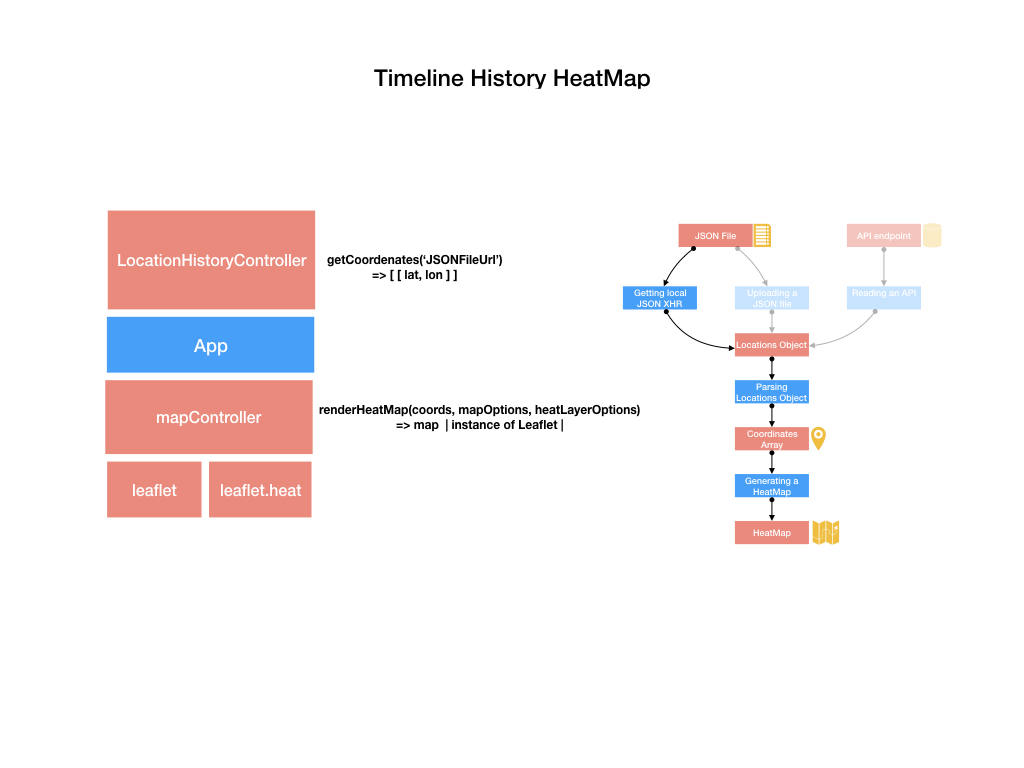 Timeline History HeatMap
LocationHistoryController
getCoordenates(‘JSONFileUrl’)
=> [ [ lat, lon ] ]
App
mapController
renderHeatMap(coords, mapOptions, heatLayerOptions)
=> map | instance of Leaflet |
leaflet
leaflet.heat
JSON File
API endpoint
Getting local
JSON XHR
Uploading a
JSON file
Reading an API
Locations Object
Parsing
Locations Object
Coordinates
Array
Generating a
HeatMap
HeatMap